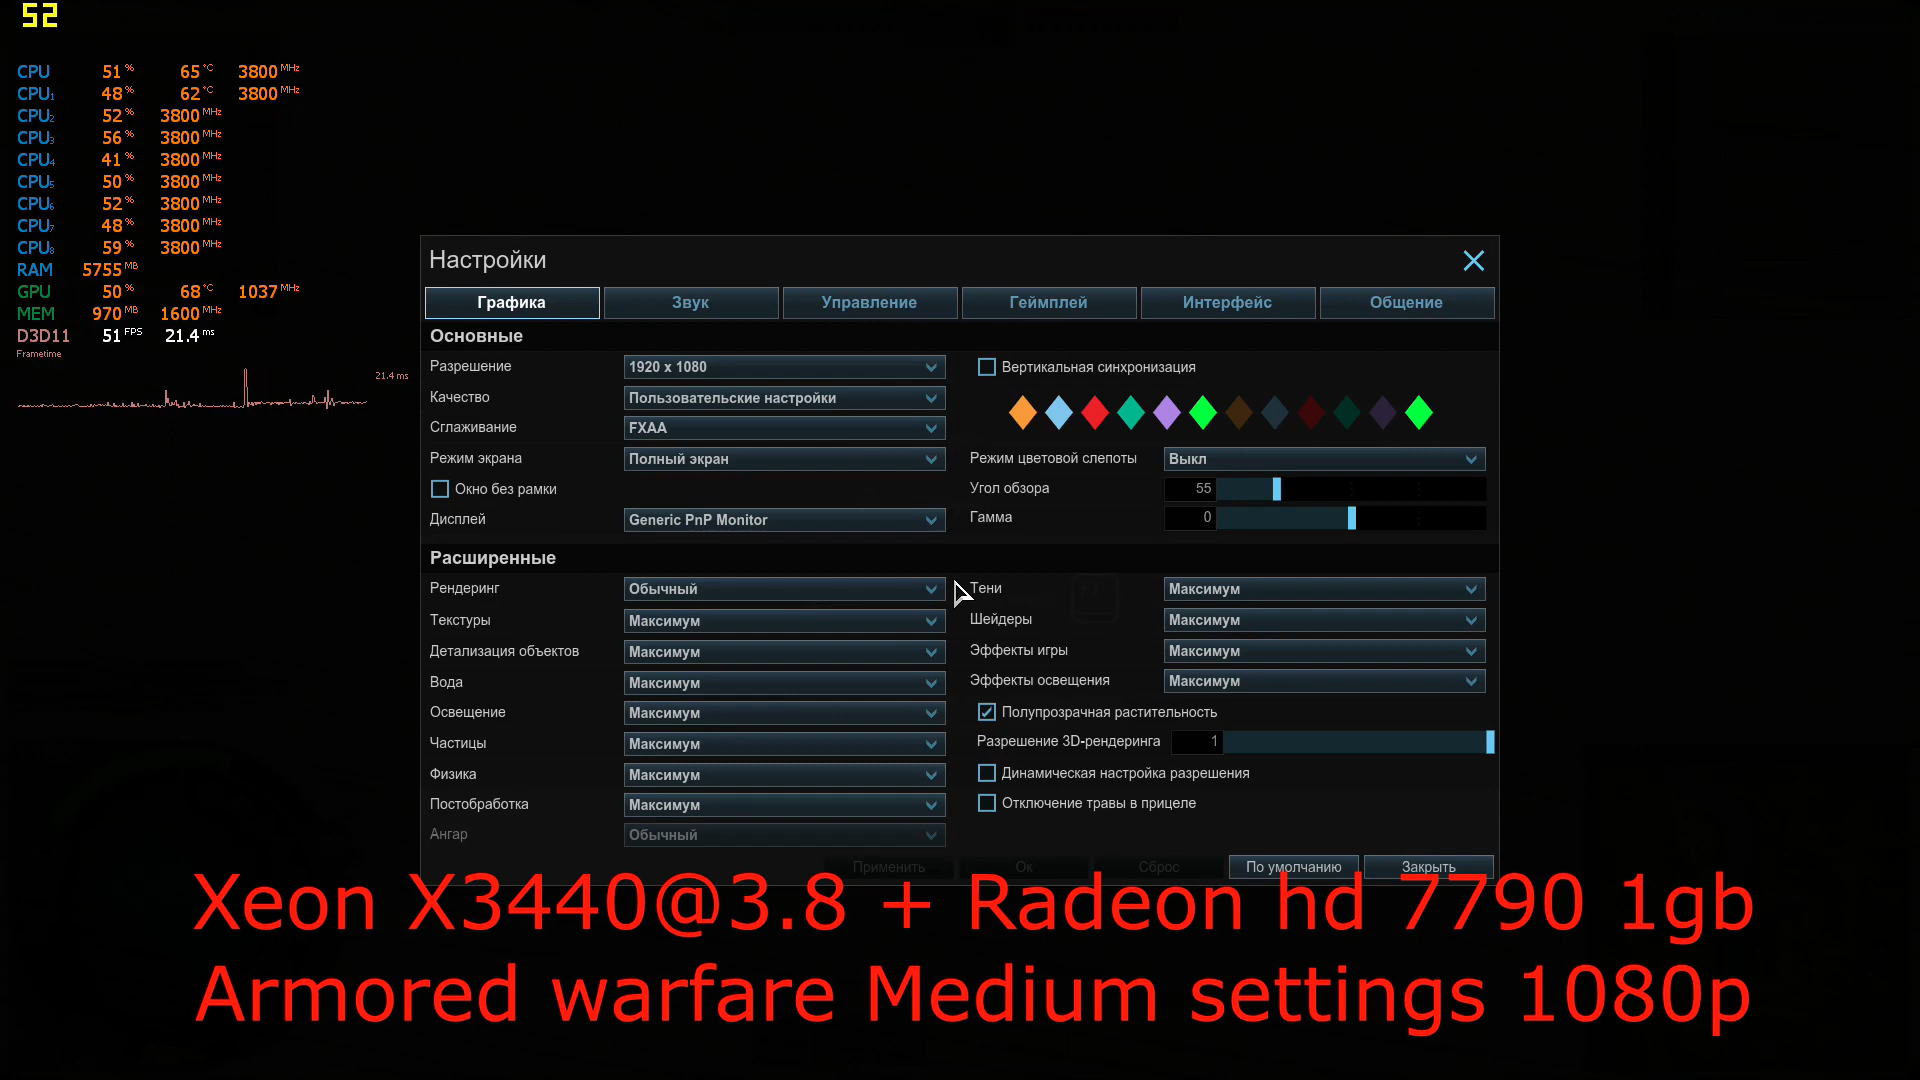 52
CPU 51 % 65 °C 3800 MHz
CPU1 48 % 62 °C 3800 MHz
CPU2 52 % 3800 MHz
CPU3 56 % 3800 MHz
CPU4 41 % 3800 MHz
CPU5 50 % 3800 MHz
CPU6 52 % 3800 MHz
CPU7 48 % 3800 MHz
CPU8 59 % 3800 MHz
RAM 5755 MB
GPU 50 % 68 °C 1037 MHz
MEM 970 MB 1600 MHz
D3D11 51 FPS 21.4 ms
Frametime
21.4 ms
Настройки
Графика Звук Управление Геймплей Интерфейс Общение
Основные
Разрешение 1920 x 1080 Вертикальная синхронизация
Качество Пользовательские настройки
Сглаживание FXAA
Режим экрана Полный экран Режим цветовой слепоты Выкл
Окно без рамки Угол обзора 55
Дисплей Generic PnP Monitor Гамма 0
Расширенные
Рендеринг Обычный Тени Максимум
Текстуры Максимум Шейдеры Максимум
Детализация объектов Максимум Эффекты игры Максимум
Вода Максимум Эффекты освещения Максимум
Освещение Максимум Полупрозрачная растительность
Частицы Максимум Разрешение 3D-рендеринга 1
Физика Максимум Динамическая настройка разрешения
Постобработка Максимум Отключение травы в прицеле
Ангар Обычный
Применить Ок Сброс По умолчанию Закрыть
Xeon X3440@3.8 + Radeon hd 7790 1gb
Armored warfare Medium settings 1080p